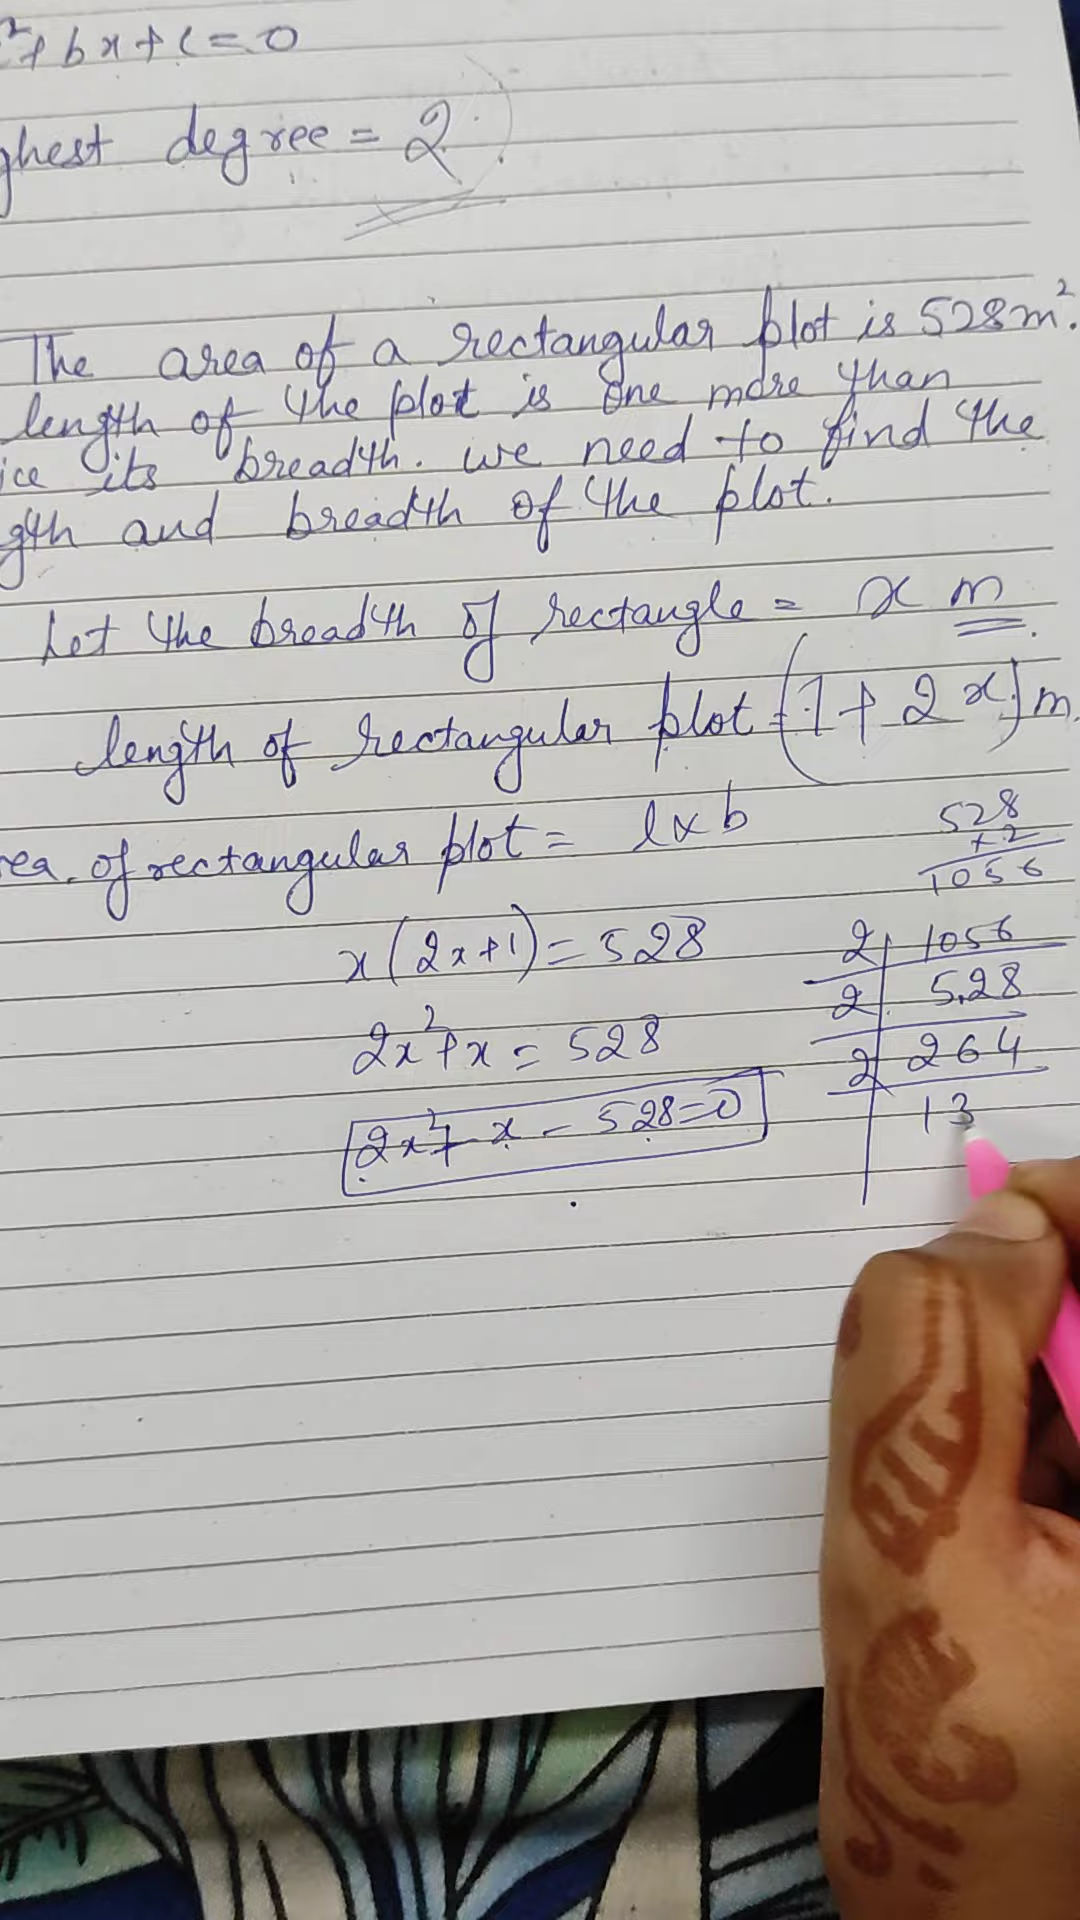 ²+bx+c=0
ghest degree = 2
The area of a rectangular plot is 528m².
length of the plot is one more than
ice its breadth. we need to find the
gth and breadth of the plot.
Let the breadth of rectangle = x m
length of rectangular plot = (1+2x)m.
rea of rectangular plot = l×b
x(2x+1)=528
2x²+x=528
2x²+x-528=0
528
×2
1056
2 1056
2 528
2 264
13